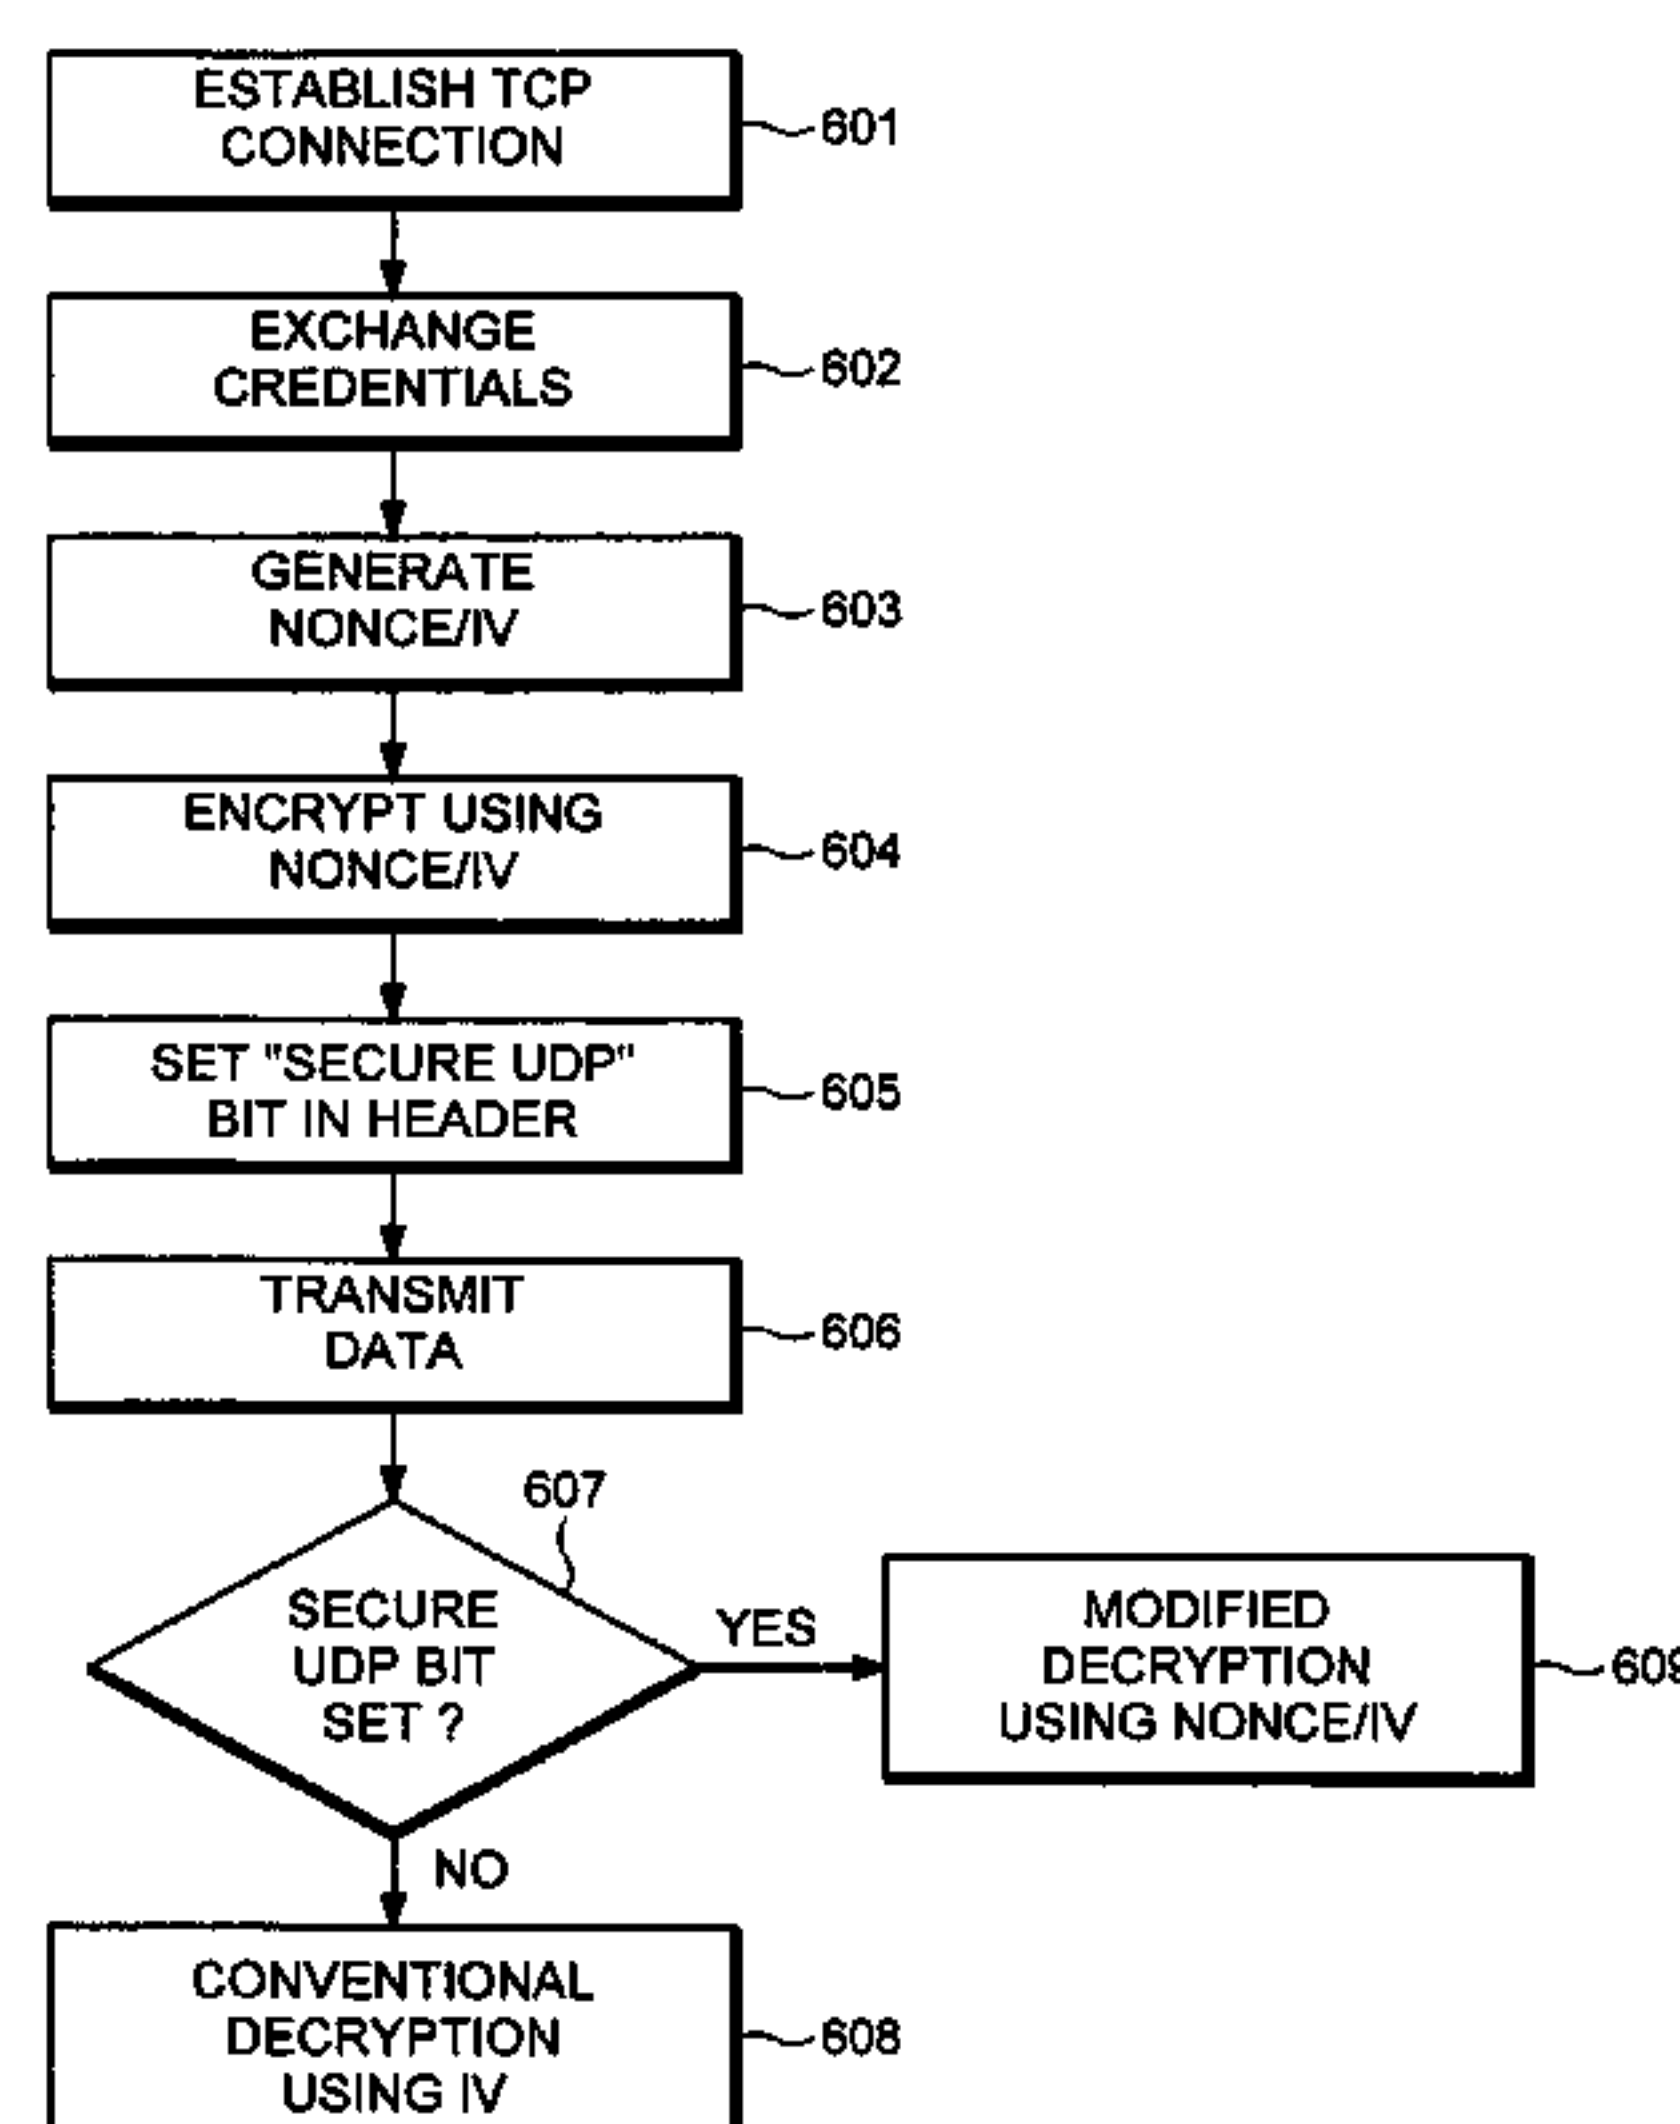 ESTABLISH TCP
CONNECTION
601
EXCHANGE
CREDENTIALS
602
GENERATE
NONCE/IV
603
ENCRYPT USING
NONCE/IV
604
SET "SECURE UDP"
BIT IN HEADER
605
TRANSMIT
DATA
606
607
SECURE
UDP BIT
SET ?
YES
MODIFIED
DECRYPTION
USING NONCE/IV
609
NO
CONVENTIONAL
DECRYPTION
USING IV
608